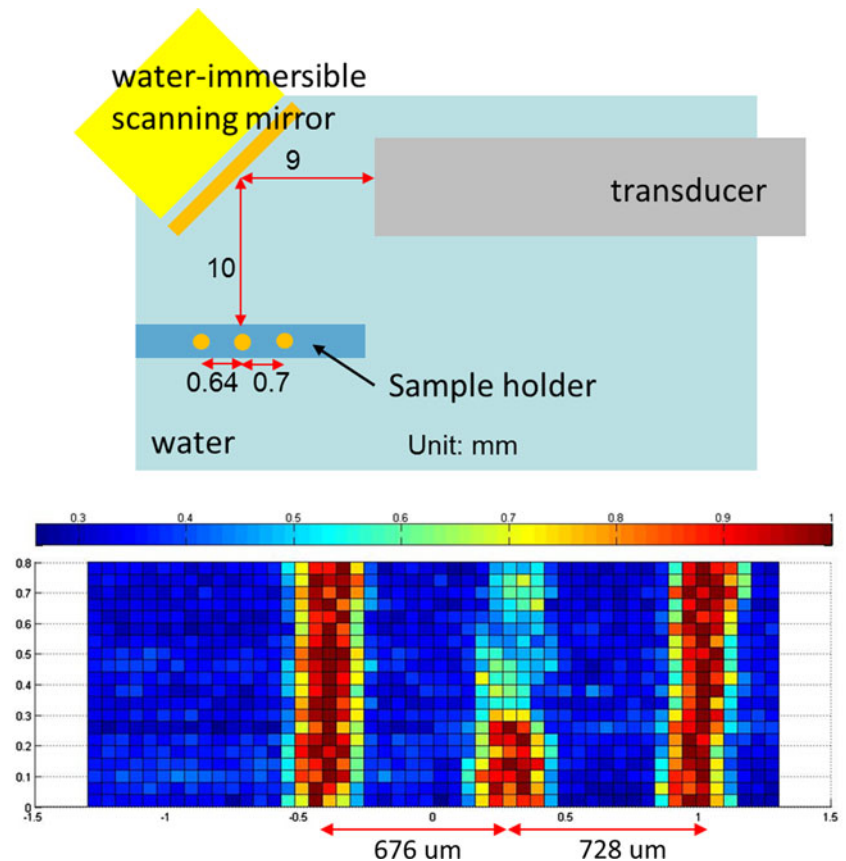 water-immersible
scanning mirror
9
transducer
10
0.64 0.7
Sample holder
water
Unit: mm
0.3 0.4 0.5 0.6 0.7 0.8 0.9 1
0.8
0.7
0.6
0.5
0.4
0.3
0.2
0.1
0
-1.5 -1 -0.5 0 0.5 1 1.5
676 um 728 um